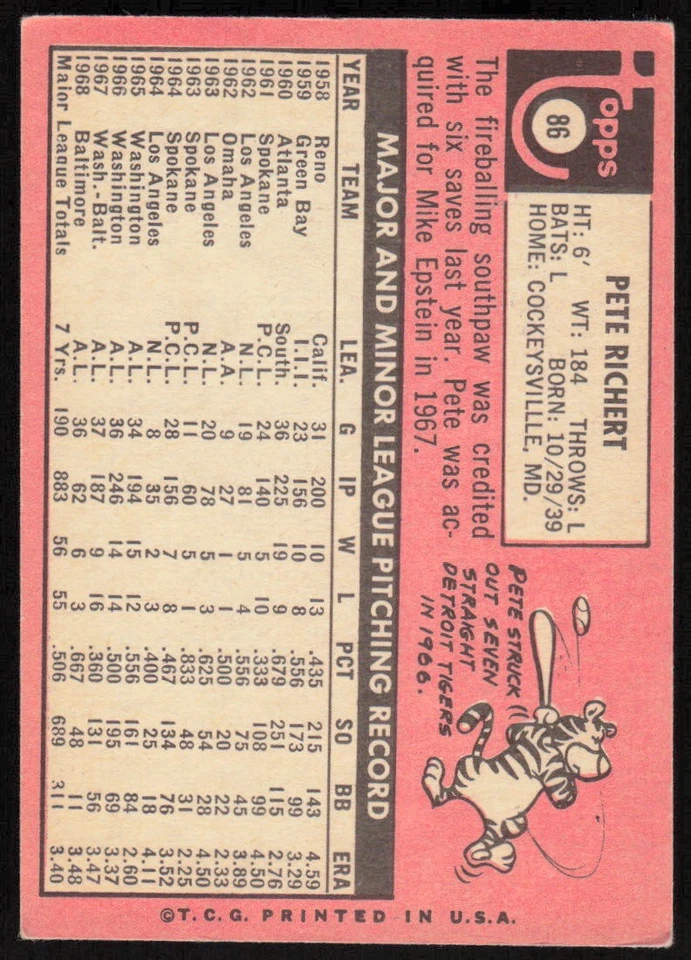 Topps
86
PETE RICHERT
HT: 6' WT: 184 THROWS: L
BATS: L BORN: 10/29/39
HOME: COCKEYSVILLE, MD.
The fireballing southpaw was credited
with six saves last year. Pete was ac-
quired for Mike Epstein in 1967.
PETE STRUCK
OUT SEVEN
STRAIGHT
DETROIT TIGERS
IN 1966.
MAJOR AND MINOR LEAGUE PITCHING RECORD
YEAR TEAM LEA. G IP W L PCT SO BB ERA
1958 Reno Calif. 31 200 10 13 .435 215 143 4.59
1959 Green Bay I.I.I. 23 156 10 8 .556 173 99 3.29
1960 Atlanta South. 36 225 19 9 .679 251 115 2.76
1961 Spokane P.C.L. 24 140 5 10 .333 108 99 4.50
1962 Los Angeles N.L. 19 81 5 4 .556 75 45 3.89
1962 Omaha A.A. 9 27 1 1 .500 20 22 2.33
1963 Los Angeles N.L. 20 78 5 3 .625 54 28 4.50
1963 Spokane P.C.L. 11 60 5 1 .833 48 31 2.25
1964 Spokane P.C.L. 28 156 7 8 .467 134 76 3.52
1964 Los Angeles N.L. 8 35 2 3 .400 25 18 4.11
1965 Washington A.L. 34 194 15 12 .556 161 84 2.60
1966 Washington A.L. 36 246 14 14 .500 195 69 3.37
1967 Wash.-Balt. A.L. 37 187 9 16 .360 131 56 3.47
1968 Baltimore A.L. 36 62 6 3 .667 48 11 3.48
Major League Totals 7 Yrs. 190 883 56 55 .506 689 311 3.40
©T.C.G. PRINTED IN U.S.A.